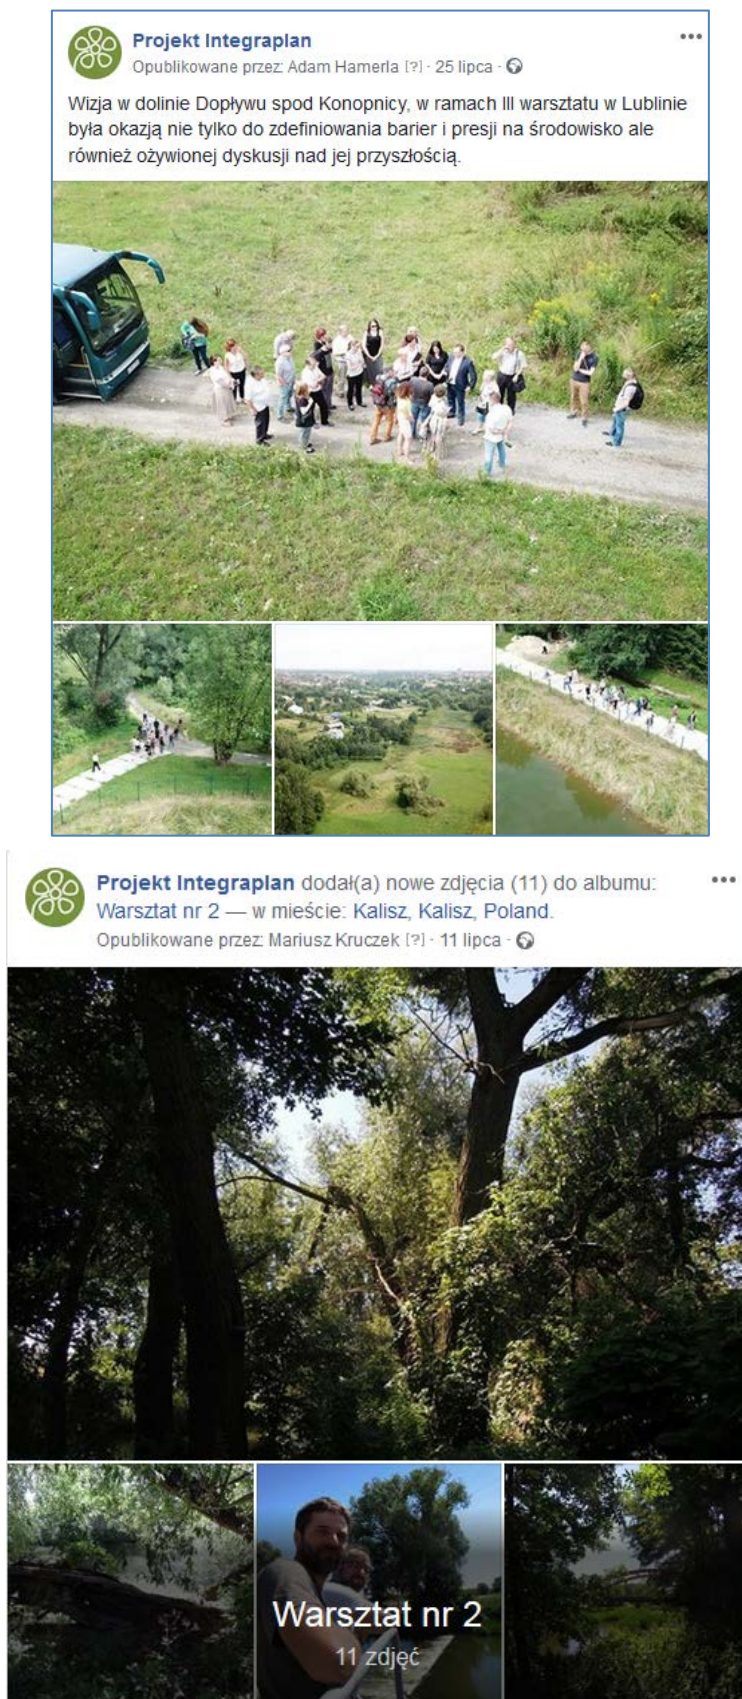 Projekt Integraplan
Opublikowane przez: Adam Hamerla [?] · 25 lipca ·
Wizja w dolinie Dopływu spod Konopnicy, w ramach III warsztatu w Lublinie
była okazją nie tylko do zdefiniowania barier i presji na środowisko ale
również ożywionej dyskusji nad jej przyszłością.
Projekt Integraplan dodał(a) nowe zdjęcia (11) do albumu:
Warsztat nr 2 — w mieście: Kalisz, Kalisz, Poland.
Opublikowane przez: Mariusz Kruczek [?] · 11 lipca ·
Warsztat nr 2
11 zdjęć